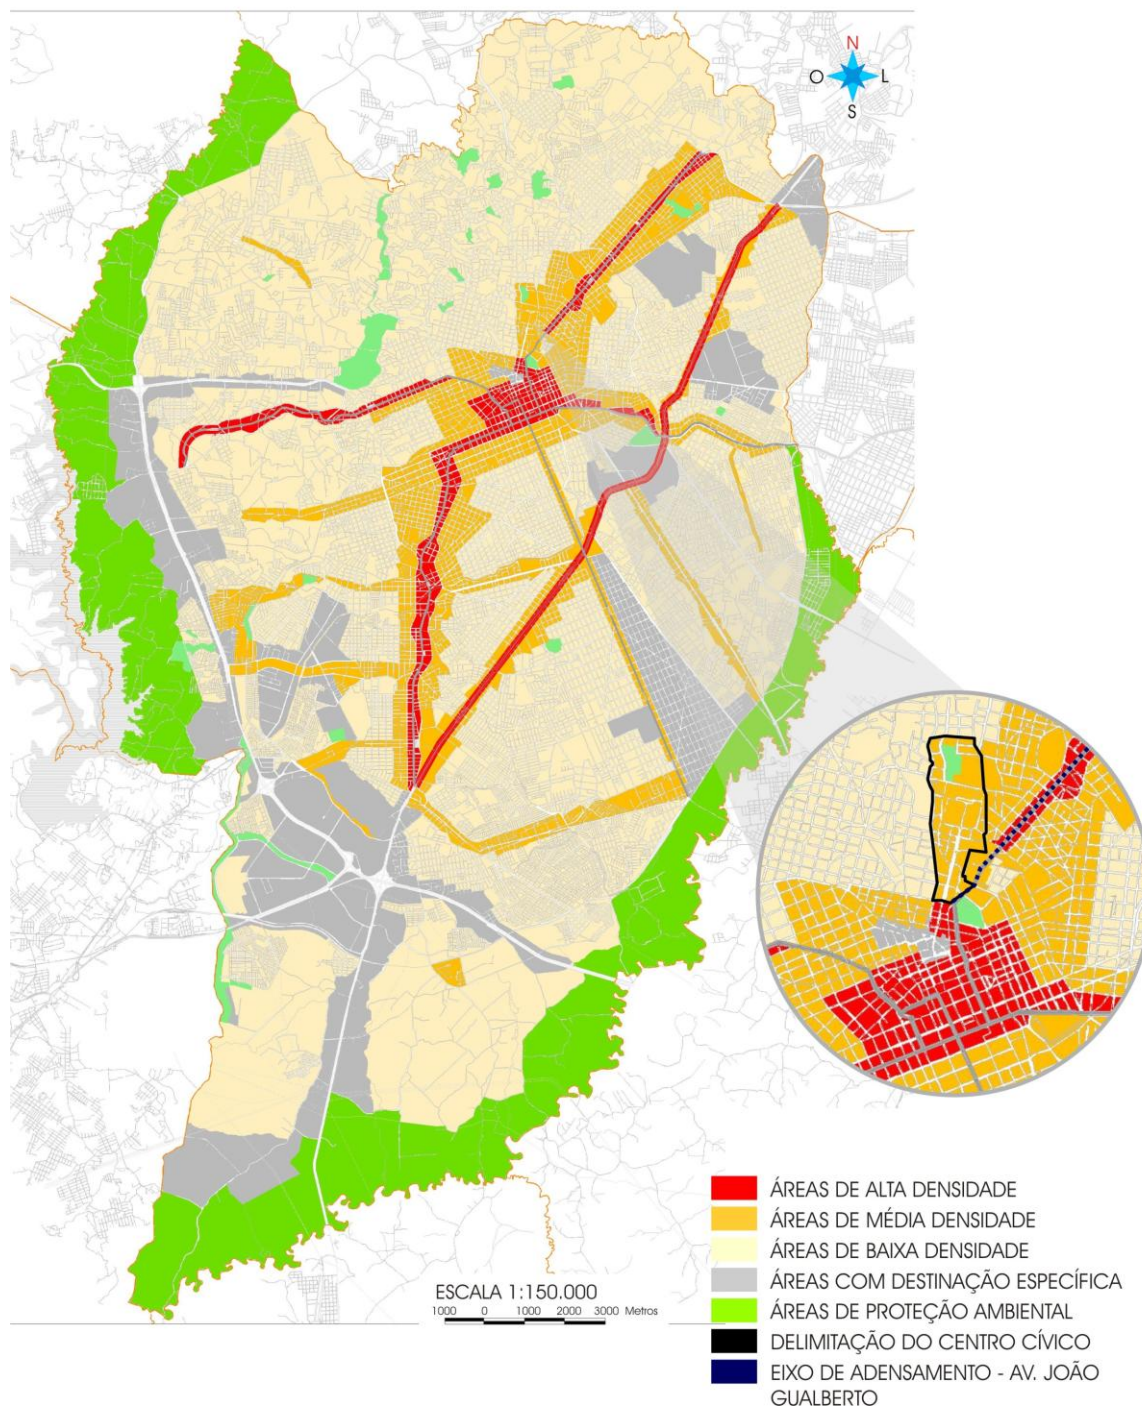 N
O
L
S
ÁREAS DE ALTA DENSIDADE
ÁREAS DE MÉDIA DENSIDADE
ÁREAS DE BAIXA DENSIDADE
ESCALA 1:150.000
1000 0 1000 2000 3000 Metros
ÁREAS COM DESTINAÇÃO ESPECÍFICA
ÁREAS DE PROTEÇÃO AMBIENTAL
DELIMITAÇÃO DO CENTRO CÍVICO
EIXO DE ADENSAMENTO - AV. JOÃO
GUALBERTO